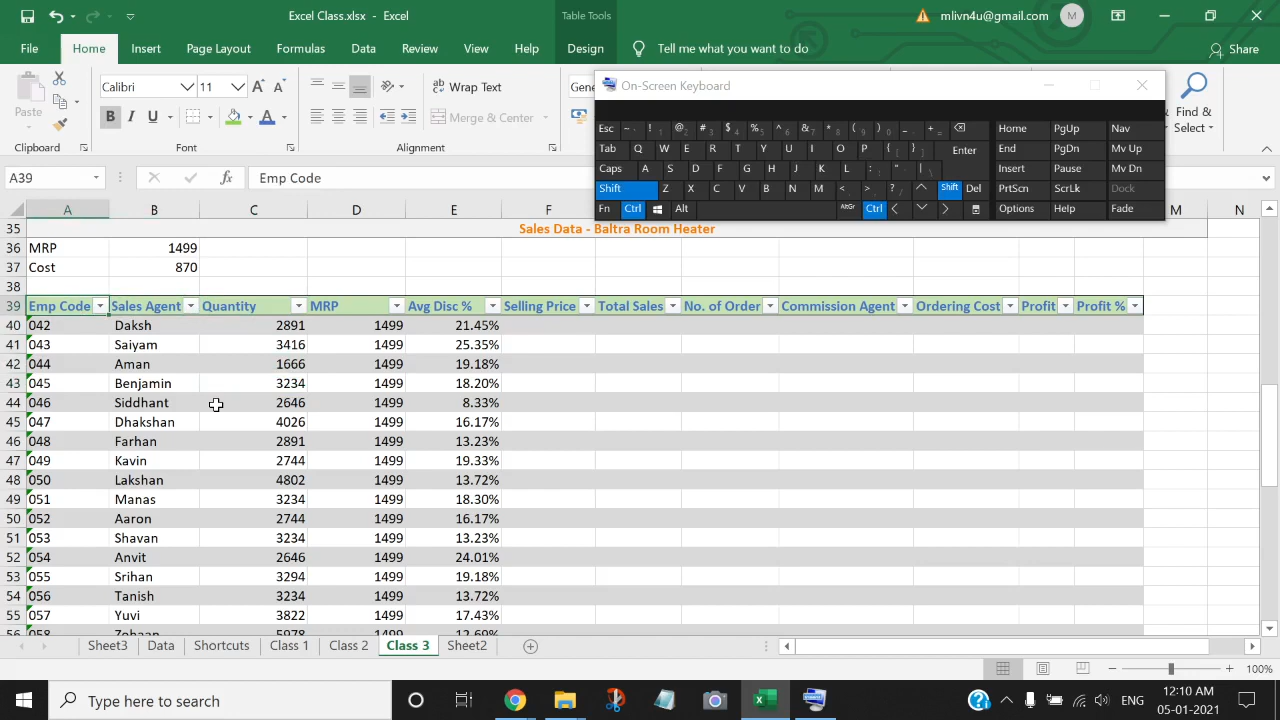 Excel Class.xlsx - Excel
Table Tools
mlivn4u@gmail.com
M
File Home Insert Page Layout Formulas Data Review View Help Design Tell me what you want to do Share
Calibri 11 Wrap Text Gene
Paste B I U Merge & Center Find & Select
Clipboard Font Alignment
On-Screen Keyboard
Esc Home PgUp Nav
Tab Q W E R T Y U I O P Enter End PgDn Mv Up
Caps A S D F G H J K L Insert Pause Mv Dn
Shift Z X C V B N M Shift Del PrtScn ScrLk Dock
Fn Ctrl Alt AltGr Ctrl Options Help Fade
A39 fx Emp Code
A B C D E F M N
35 Sales Data - Baltra Room Heater
36 MRP 1499
37 Cost 870
38
39 Emp Code Sales Agent Quantity MRP Avg Disc % Selling Price Total Sales No. of Order Commission Agent Ordering Cost Profit Profit %
40 042 Daksh 2891 1499 21.45%
41 043 Saiyam 3416 1499 25.35%
42 044 Aman 1666 1499 19.18%
43 045 Benjamin 3234 1499 18.20%
44 046 Siddhant 2646 1499 8.33%
45 047 Dhakshan 4026 1499 16.17%
46 048 Farhan 2891 1499 13.23%
47 049 Kavin 2744 1499 19.33%
48 050 Lakshan 4802 1499 13.72%
49 051 Manas 3234 1499 18.30%
50 052 Aaron 2744 1499 16.17%
51 053 Shavan 3234 1499 13.23%
52 054 Anvit 2646 1499 24.01%
53 055 Srihan 3294 1499 19.18%
54 056 Tanish 3234 1499 13.72%
55 057 Yuvi 3822 1499 17.43%
56 058 Zohaan 5978 1499 12.69%
Sheet3 Data Shortcuts Class 1 Class 2 Class 3 Sheet2
100%
Type here to search
ENG
12:10 AM
05-01-2021